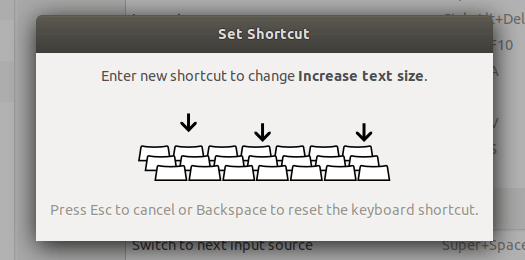 Set Shortcut
Enter new shortcut to change Increase text size.
Press Esc to cancel or Backspace to reset the keyboard shortcut.
Switch to next input source Super+Space